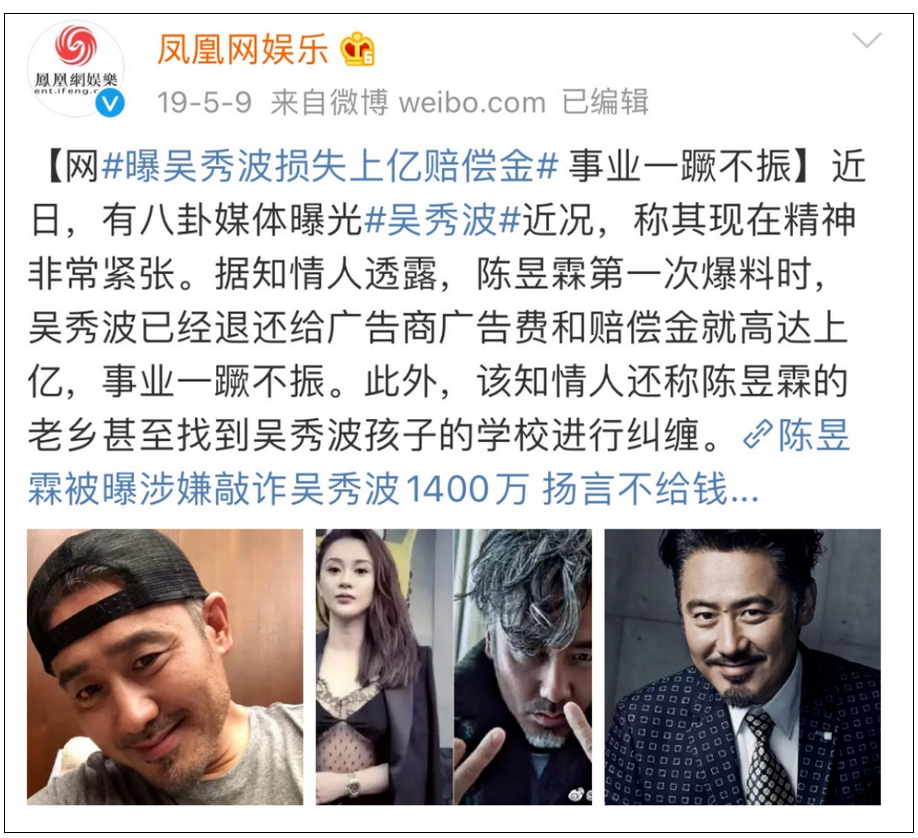 鳳凰網娱樂
ent.ifeng.c
凤凰网娱乐
6
19-5-9 来自微博 weibo.com 已编辑
【网#曝吴秀波损失上亿赔偿金# 事业一蹶不振】近
日，有八卦媒体曝光#吴秀波#近况，称其现在精神
非常紧张。据知情人透露，陈昱霖第一次爆料时，
吴秀波已经退还给广告商广告费和赔偿金就高达上
亿，事业一蹶不振。此外，该知情人还称陈昱霖的
老乡甚至找到吴秀波孩子的学校进行纠缠。陈昱
霖被曝涉嫌敲诈吴秀波1400万 扬言不给钱...